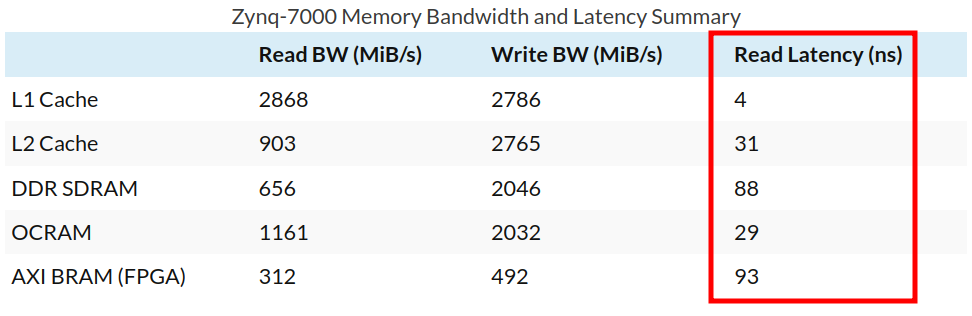 Zynq-7000 Memory Bandwidth and Latency Summary
Read BW (MiB/s) Write BW (MiB/s) Read Latency (ns)
L1 Cache 2868 2786 4
L2 Cache 903 2765 31
DDR SDRAM 656 2046 88
OCRAM 1161 2032 29
AXI BRAM (FPGA) 312 492 93